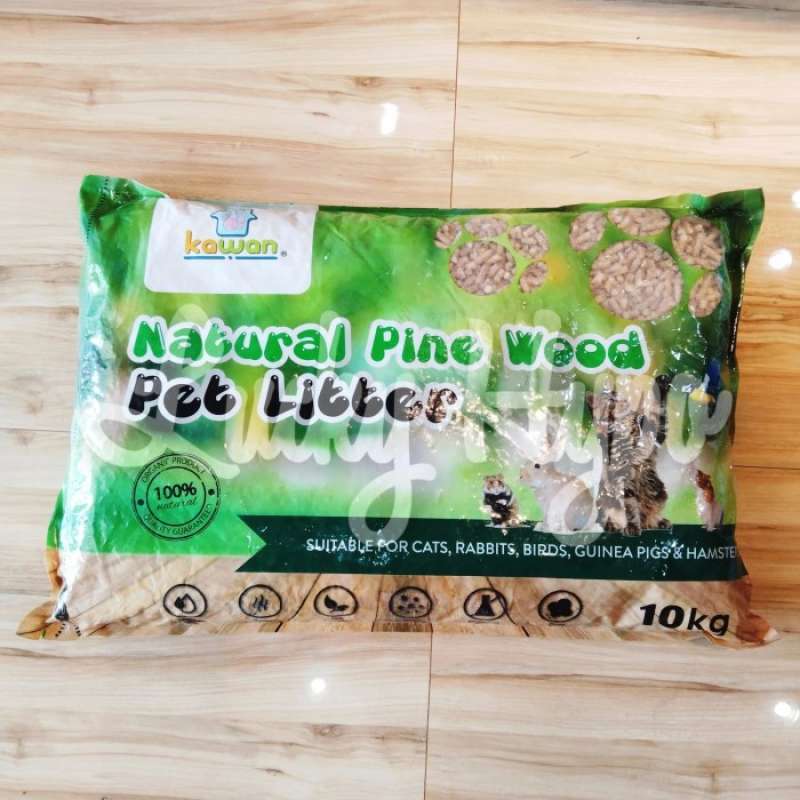 kawan®
Natural Pine Wood
Pet Litter
ORGANIC PRODUCT
100%
natural
QUALITY GUARANTEED
SUITABLE FOR CATS, RABBITS, BIRDS, GUINEA PIGS &
10kg